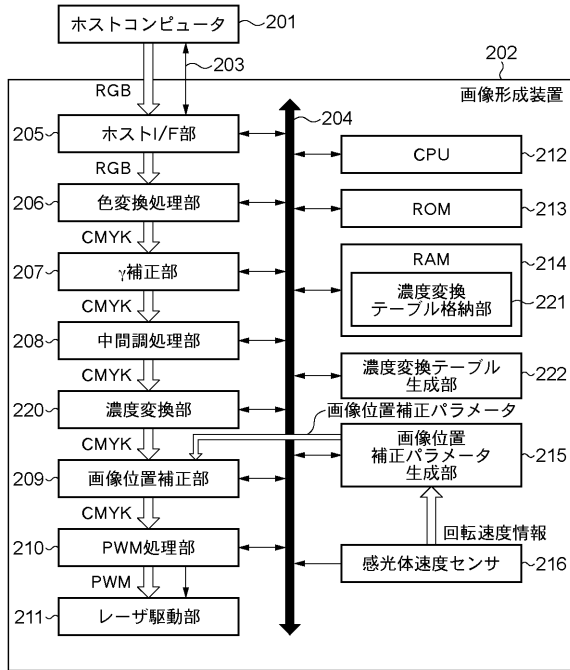 ホストコンピュータ
201
203
202
RGB
画像形成装置
204
205
ホストI/F部
CPU
212
RGB
206
色変換処理部
ROM
213
CMYK
207
γ補正部
RAM
214
濃度変換
テーブル格納部
221
CMYK
208
中間調処理部
CMYK
濃度変換テーブル
生成部
222
220
濃度変換部
画像位置補正パラメータ
CMYK
画像位置
補正パラメータ
生成部
215
209
画像位置補正部
CMYK
回転速度情報
210
PWM処理部
感光体速度センサ
216
PWM
211
レーザ駆動部